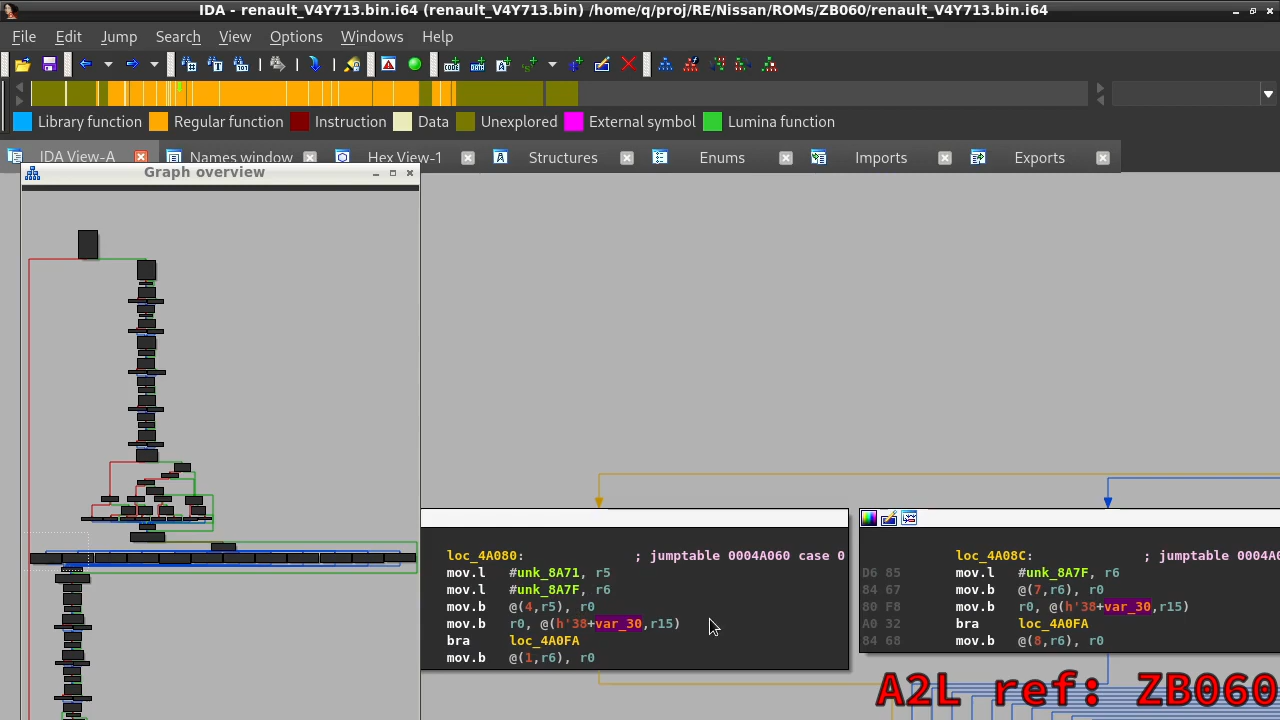 IDA - renault_V4Y713.bin.i64 (renault_V4Y713.bin) /home/q/proj/RE/Nissan/ROMs/ZB060/renault_V4Y713.bin.i64
File Edit Jump Search View Options Windows Help
Library function Regular function Instruction Data Unexplored External symbol Lumina function
IDA View-A Names window Hex View-1 Structures Enums Imports Exports
Graph overview
loc_4A080: ; jumptable 0004A060 case 0
mov.l #unk_8A71, r5
mov.l #unk_8A7F, r6
mov.b @(4,r5), r0
mov.b r0, @(h'38+var_30,r15)
bra loc_4A0FA
mov.b @(1,r6), r0
loc_4A08C: ; jumptable 0004A0
D6 85 mov.l #unk_8A7F, r6
84 67 mov.b @(7,r6), r0
80 F8 mov.b r0, @(h'38+var_30,r15)
A0 32 bra loc_4A0FA
84 68 mov.b @(8,r6), r0
A2L ref: ZB060